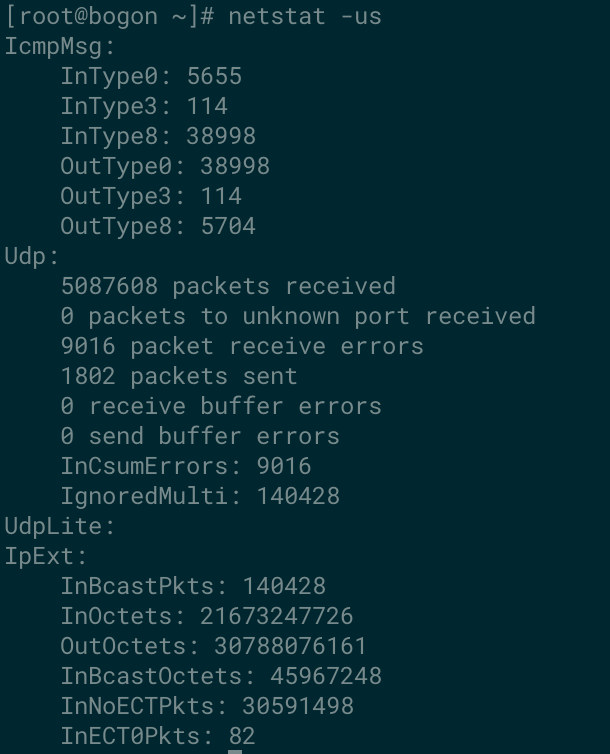 [root@bogon ~]# netstat -us
IcmpMsg:
    InType0: 5655
    InType3: 114
    InType8: 38998
    OutType0: 38998
    OutType3: 114
    OutType8: 5704
Udp:
    5087608 packets received
    0 packets to unknown port received
    9016 packet receive errors
    1802 packets sent
    0 receive buffer errors
    0 send buffer errors
    InCsumErrors: 9016
    IgnoredMulti: 140428
UdpLite:
IpExt:
    InBcastPkts: 140428
    InOctets: 21673247726
    OutOctets: 30788076161
    InBcastOctets: 45967248
    InNoECTPkts: 30591498
    InECT0Pkts: 82